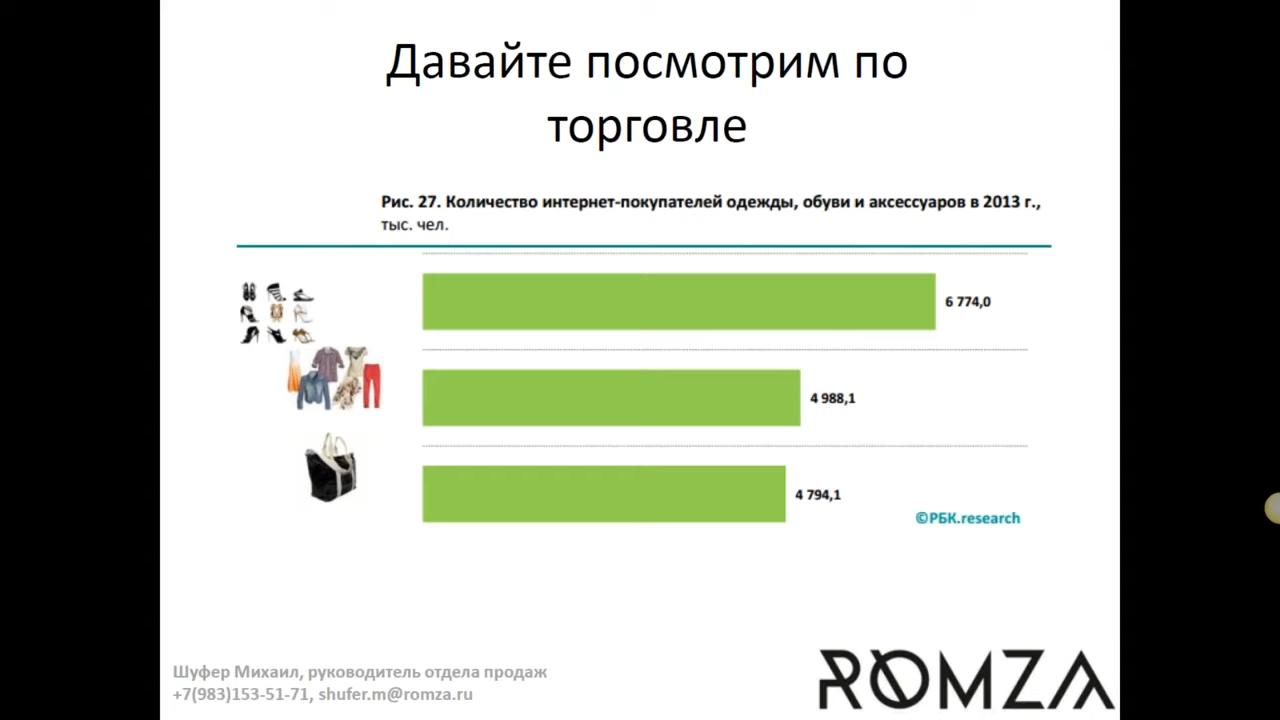 Давайте посмотрим по
торговле
Рис. 27. Количество интернет-покупателей одежды, обуви и аксессуаров в 2013 г.,
тыс. чел.
6 774,0
4 988,1
4 794,1
©РБК.research
Шуфер Михаил, руководитель отдела продаж
+7(983)153-51-71, shufer.m@romza.ru
ROMZA